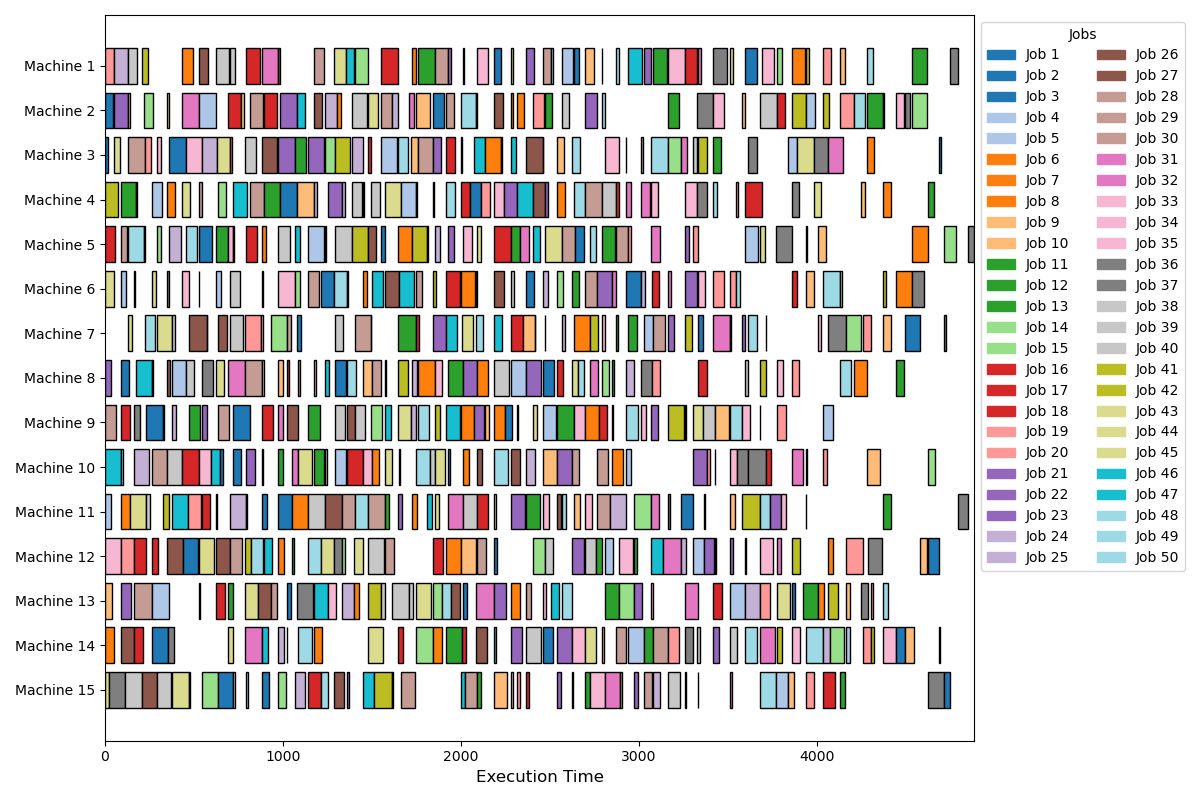 Machine 1
Machine 2
Machine 3
Machine 4
Machine 5
Machine 6
Machine 7
Machine 8
Machine 9
Machine 10
Machine 11
Machine 12
Machine 13
Machine 14
Machine 15
0 1000 2000 3000 4000
Execution Time
Jobs
Job 1 Job 26
Job 2 Job 27
Job 3 Job 28
Job 4 Job 29
Job 5 Job 30
Job 6 Job 31
Job 7 Job 32
Job 8 Job 33
Job 9 Job 34
Job 10 Job 35
Job 11 Job 36
Job 12 Job 37
Job 13 Job 38
Job 14 Job 39
Job 15 Job 40
Job 16 Job 41
Job 17 Job 42
Job 18 Job 43
Job 19 Job 44
Job 20 Job 45
Job 21 Job 46
Job 22 Job 47
Job 23 Job 48
Job 24 Job 49
Job 25 Job 50